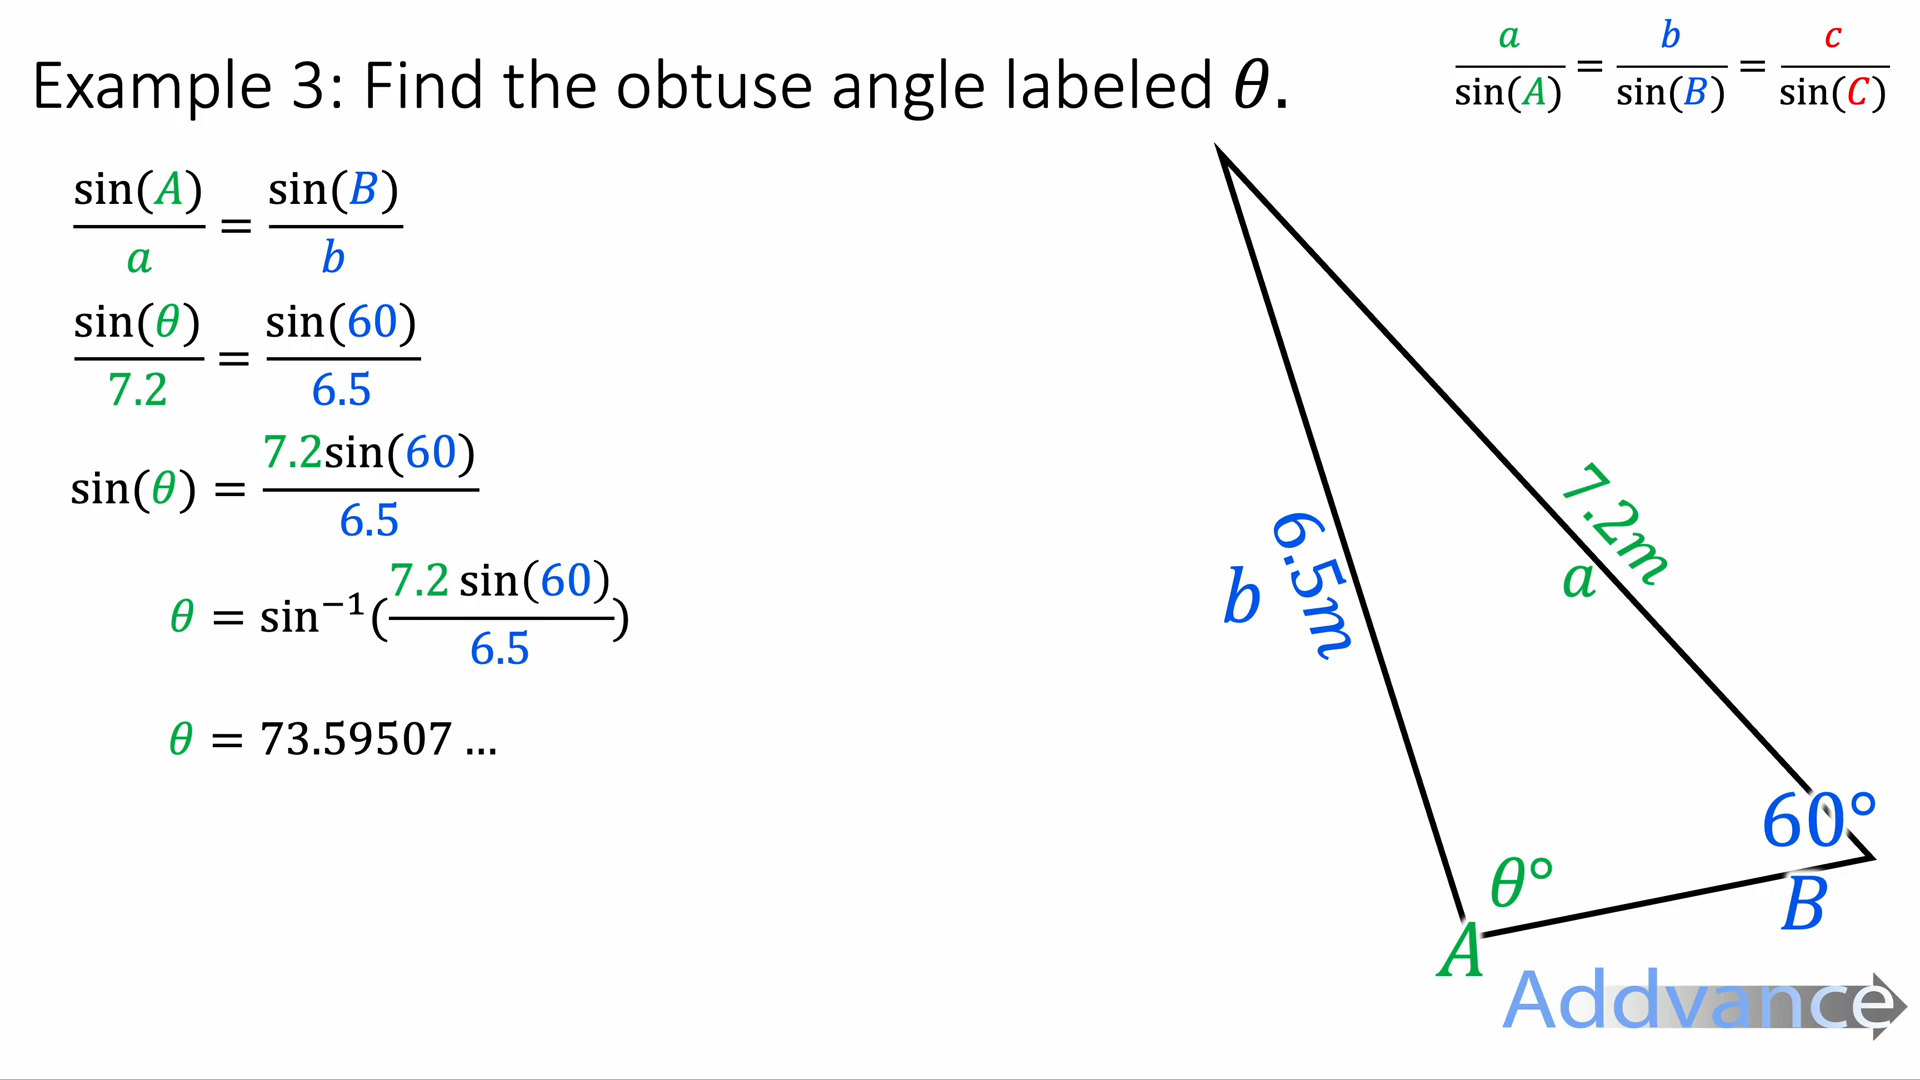 Example 3: Find the obtuse angle labeled θ.
a/sin(A) = b/sin(B) = c/sin(C)
sin(A)/a = sin(B)/b
sin(θ)/7.2 = sin(60)/6.5
sin(θ) = 7.2sin(60)/6.5
θ = sin⁻¹(7.2 sin(60)/6.5)
θ = 73.59507 ...
7.2m
a
6.5m
b
60°
θ°
B
A
Addvance